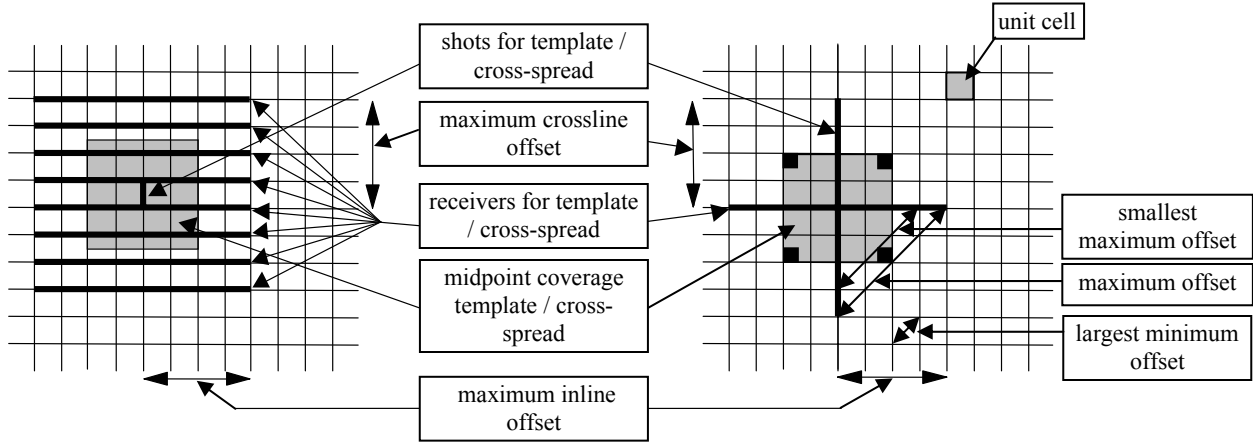 unit cell
shots for template /
cross-spread
maximum crossline
offset
receivers for template
/ cross-spread
smallest
maximum offset
midpoint coverage
template / cross-
spread
maximum offset
largest minimum
offset
maximum inline
offset